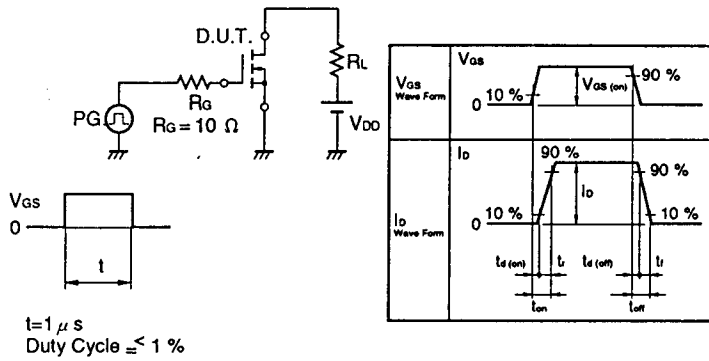 D.U.T.
RL
RG
PG.
RG = 10 Ω
VDD
VGS
0
t
t=1 μ s
Duty Cycle ≦ 1 %
VGS
Wave Form
VGS
10 %
0
VGS (on)
90 %
ID
Wave Form
ID
90 %
90 %
ID
10 %
0
10 %
td (on)
tr
td (off)
tf
ton
toff